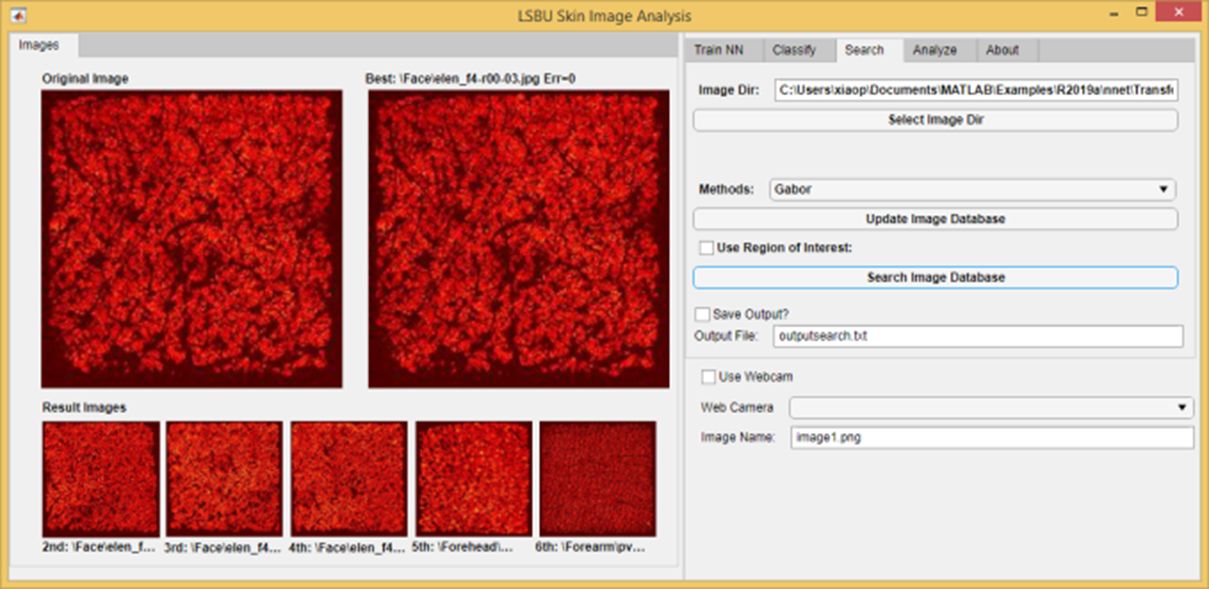 LSBU Skin Image Analysis
Images
Original Image
Best: \Face\elen_f4-r00-03.jpg Err=0
Result Images
2nd: \Face\elen_f...
3rd: \Face\elen_f4...
4th: \Face\elen_f4...
5th: \Forehead\...
6th: \Forearm\pv...
Train NN
Classify
Search
Analyze
About
Image Dir:
C:\Users\xiaop\Documents\MATLAB\Examples\R2019a\nnet\Transfe
Select Image Dir
Methods:
Gabor
Update Image Database
Use Region of Interest:
Search Image Database
Save Output?
Output File:
outputsearch.txt
Use Webcam
Web Camera
Image Name:
image1.png